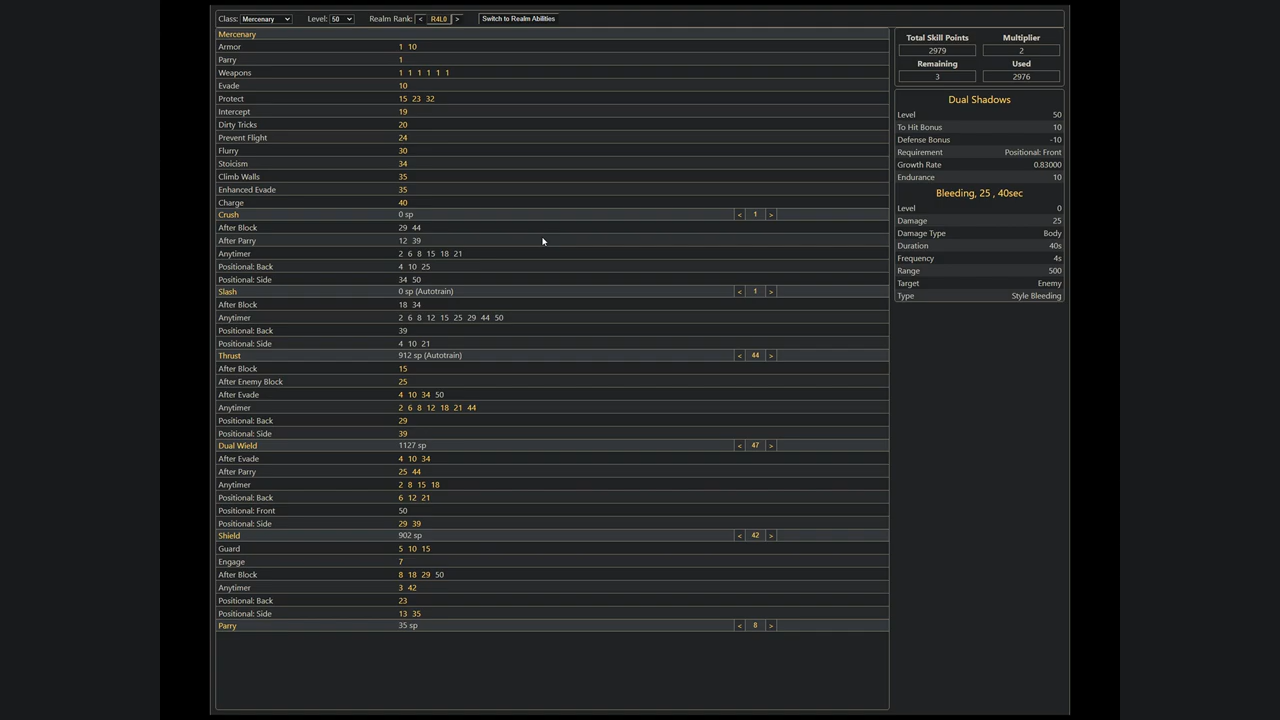 Class: Mercenary Level: 50 Realm Rank: < R4L0 > Switch to Realm Abilities
Mercenary
Armor 1 10
Parry 1
Weapons 1 1 1 1 1 1
Evade 10
Protect 15 23 32
Intercept 19
Dirty Tricks 20
Prevent Flight 24
Flurry 30
Stoicism 34
Climb Walls 35
Enhanced Evade 35
Charge 40
Crush 0 sp < 1 >
After Block 29 44
After Parry 12 39
Anytimer 2 6 8 15 18 21
Positional: Back 4 10 25
Positional: Side 34 50
Slash 0 sp (Autotrain) < 1 >
After Block 18 34
Anytimer 2 6 8 12 15 25 29 44 50
Positional: Back 39
Positional: Side 4 10 21
Thrust 912 sp (Autotrain) < 44 >
After Block 15
After Enemy Block 25
After Evade 4 10 34 50
Anytimer 2 6 8 12 18 21 44
Positional: Back 29
Positional: Side 39
Dual Wield 1127 sp < 47 >
After Evade 4 10 34
After Parry 25 44
Anytimer 2 8 15 18
Positional: Back 6 12 21
Positional: Front 50
Positional: Side 29 39
Shield 902 sp < 42 >
Guard 5 10 15
Engage 7
After Block 8 18 29 50
Anytimer 3 42
Positional: Back 23
Positional: Side 13 35
Parry 35 sp < 8 >
Total Skill Points Multiplier
2979 2
Remaining Used
3 2976
Dual Shadows
Level 50
To Hit Bonus 10
Defense Bonus -10
Requirement Positional: Front
Growth Rate 0.83000
Endurance 10
Bleeding, 25 , 40sec
Level 0
Damage 25
Damage Type Body
Duration 40s
Frequency 4s
Range 500
Target Enemy
Type Style Bleeding